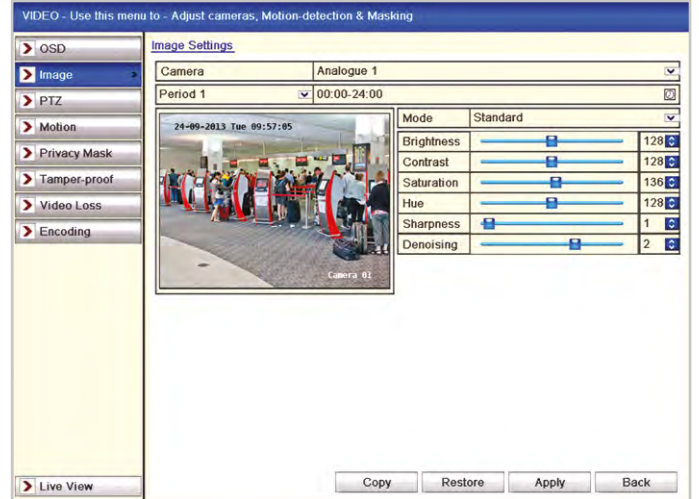 VIDEO - Use this menu to - Adjust cameras, Motion-detection & Masking
OSD
Image
PTZ
Motion
Privacy Mask
Tamper-proof
Video Loss
Encoding
Live View
Image Settings
Camera Analogue 1
Period 1 00:00-24:00
24-09-2013 Tue 09:57:05
Camera 01
Mode Standard
Brightness 128
Contrast 128
Saturation 136
Hue 128
Sharpness 1
Denoising 2
Copy Restore Apply Back